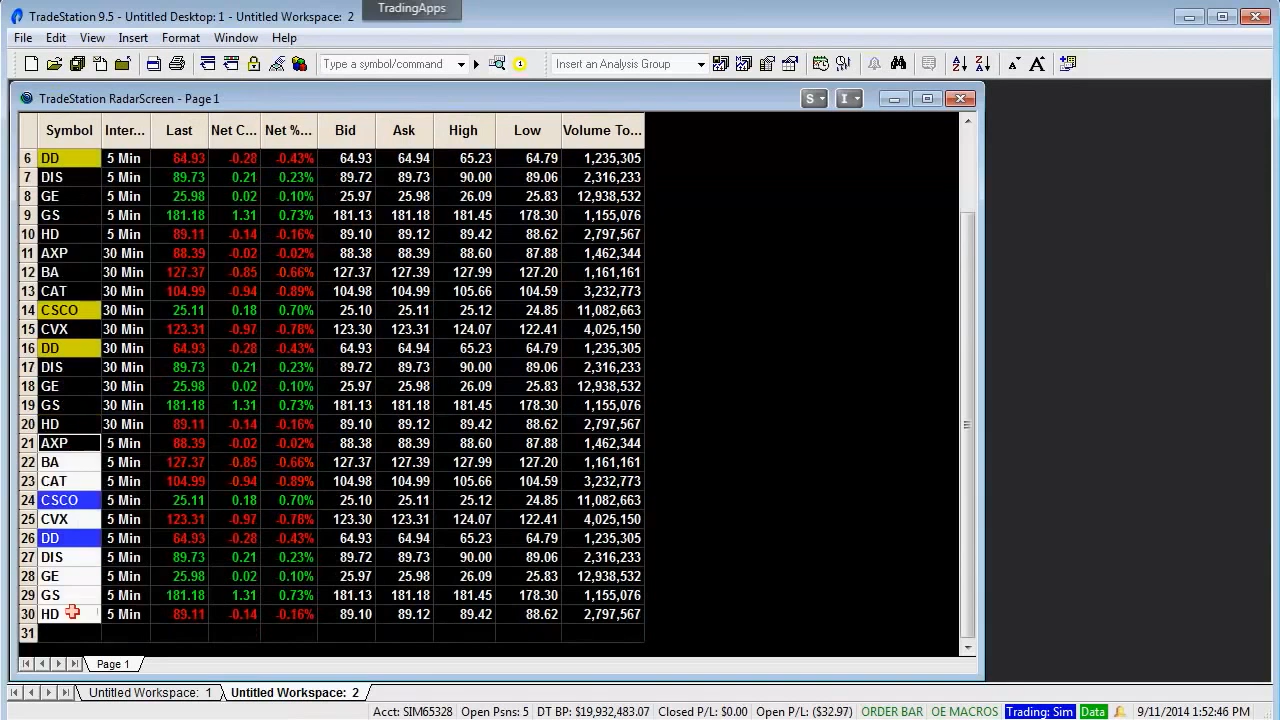 TradingApps
TradeStation 9.5 - Untitled Desktop: 1 - Untitled Workspace: 2
File Edit View Insert Format Window Help
Type a symbol/command Insert an Analysis Group
TradeStation RadarScreen - Page1
S I
Symbol Inter... Last Net C... Net %... Bid Ask High Low Volume To...
6 DD 5 Min 64.93 -0.28 -0.43% 64.93 64.94 65.23 64.79 1,235,305
7 DIS 5 Min 89.73 0.21 0.23% 89.72 89.73 90.00 89.06 2,316,233
8 GE 5 Min 25.98 0.02 0.10% 25.97 25.98 26.09 25.83 12,938,532
9 GS 5 Min 181.18 1.31 0.73% 181.13 181.18 181.45 178.30 1,155,076
10 HD 5 Min 89.11 -0.14 -0.16% 89.10 89.12 89.42 88.62 2,797,567
11 AXP 30 Min 88.39 -0.02 -0.02% 88.38 88.39 88.60 87.88 1,462,344
12 BA 30 Min 127.37 -0.85 -0.66% 127.37 127.39 127.99 127.20 1,161,161
13 CAT 30 Min 104.99 -0.94 -0.89% 104.98 104.99 105.66 104.59 3,232,773
14 CSCO 30 Min 25.11 0.18 0.70% 25.10 25.11 25.12 24.85 11,082,663
15 CVX 30 Min 123.31 -0.97 -0.78% 123.30 123.31 124.07 122.41 4,025,150
16 DD 30 Min 64.93 -0.28 -0.43% 64.93 64.94 65.23 64.79 1,235,305
17 DIS 30 Min 89.73 0.21 0.23% 89.72 89.73 90.00 89.06 2,316,233
18 GE 30 Min 25.98 0.02 0.10% 25.97 25.98 26.09 25.83 12,938,532
19 GS 30 Min 181.18 1.31 0.73% 181.13 181.18 181.45 178.30 1,155,076
20 HD 30 Min 89.11 -0.14 -0.16% 89.10 89.12 89.42 88.62 2,797,567
21 AXP 5 Min 88.39 -0.02 -0.02% 88.38 88.39 88.60 87.88 1,462,344
22 BA 5 Min 127.37 -0.85 -0.66% 127.37 127.39 127.99 127.20 1,161,161
23 CAT 5 Min 104.99 -0.94 -0.89% 104.98 104.99 105.66 104.59 3,232,773
24 CSCO 5 Min 25.11 0.18 0.70% 25.10 25.11 25.12 24.85 11,082,663
25 CVX 5 Min 123.31 -0.97 -0.78% 123.30 123.31 124.07 122.41 4,025,150
26 DD 5 Min 64.93 -0.28 -0.43% 64.93 64.94 65.23 64.79 1,235,305
27 DIS 5 Min 89.73 0.21 0.23% 89.72 89.73 90.00 89.06 2,316,233
28 GE 5 Min 25.98 0.02 0.10% 25.97 25.98 26.09 25.83 12,938,532
29 GS 5 Min 181.18 1.31 0.73% 181.13 181.18 181.45 178.30 1,155,076
30 HD 5 Min 89.11 -0.14 -0.16% 89.10 89.12 89.42 88.62 2,797,567
31
Page 1
Untitled Workspace: 1 Untitled Workspace: 2
Acct: SIM65328 Open Psns: 5 DT BP: $19,932,483.07 Closed P/L: $0.00 Open P/L: ($32.97) ORDER BAR OE MACROS Trading: Sim Data 9/11/2014 1:52:46 PM